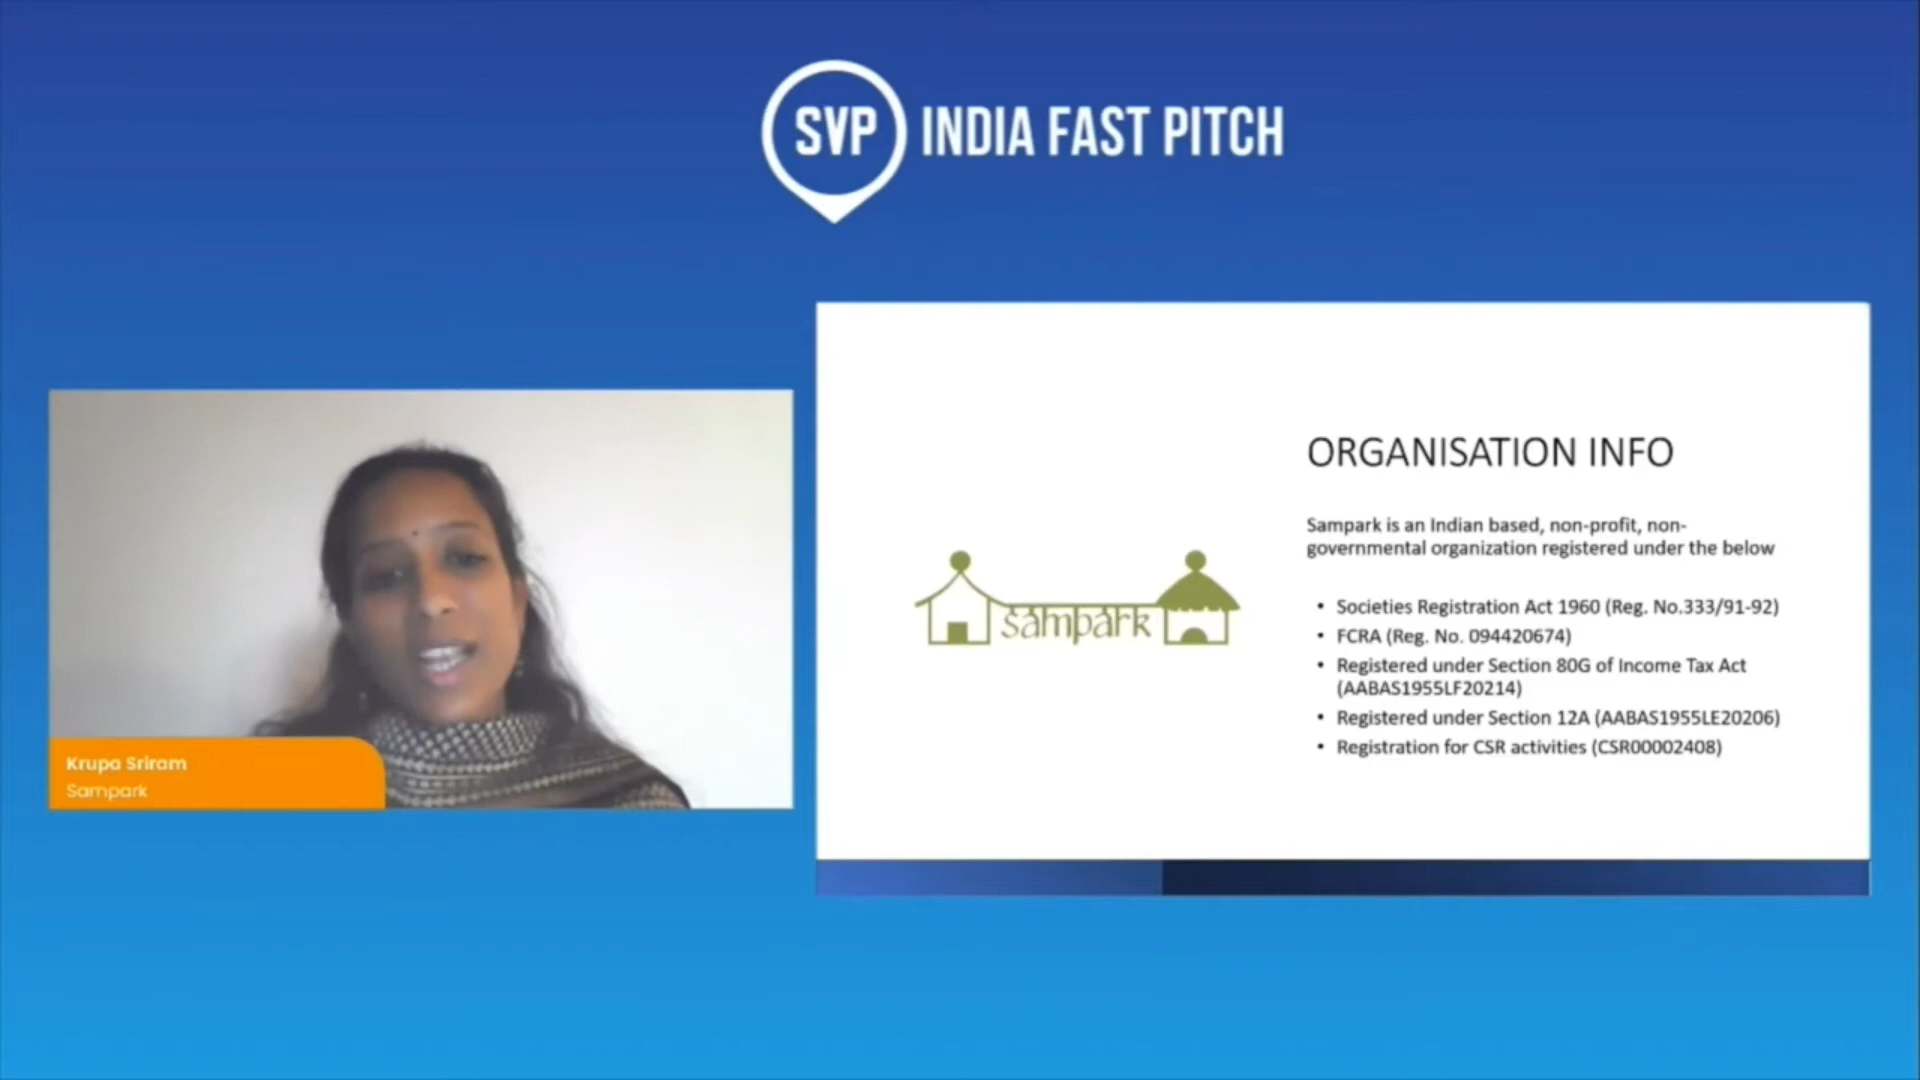 SVP INDIA FAST PITCH
Krupa Sriram
Sampark
sampark
ORGANISATION INFO
Sampark is an Indian based, non-profit, non-
governmental organization registered under the below
• Societies Registration Act 1960 (Reg. No.333/91-92)
• FCRA (Reg. No. 094420674)
• Registered under Section 80G of Income Tax Act
(AABAS1955LF20214)
• Registered under Section 12A (AABAS1955LE20206)
• Registration for CSR activities (CSR00002408)